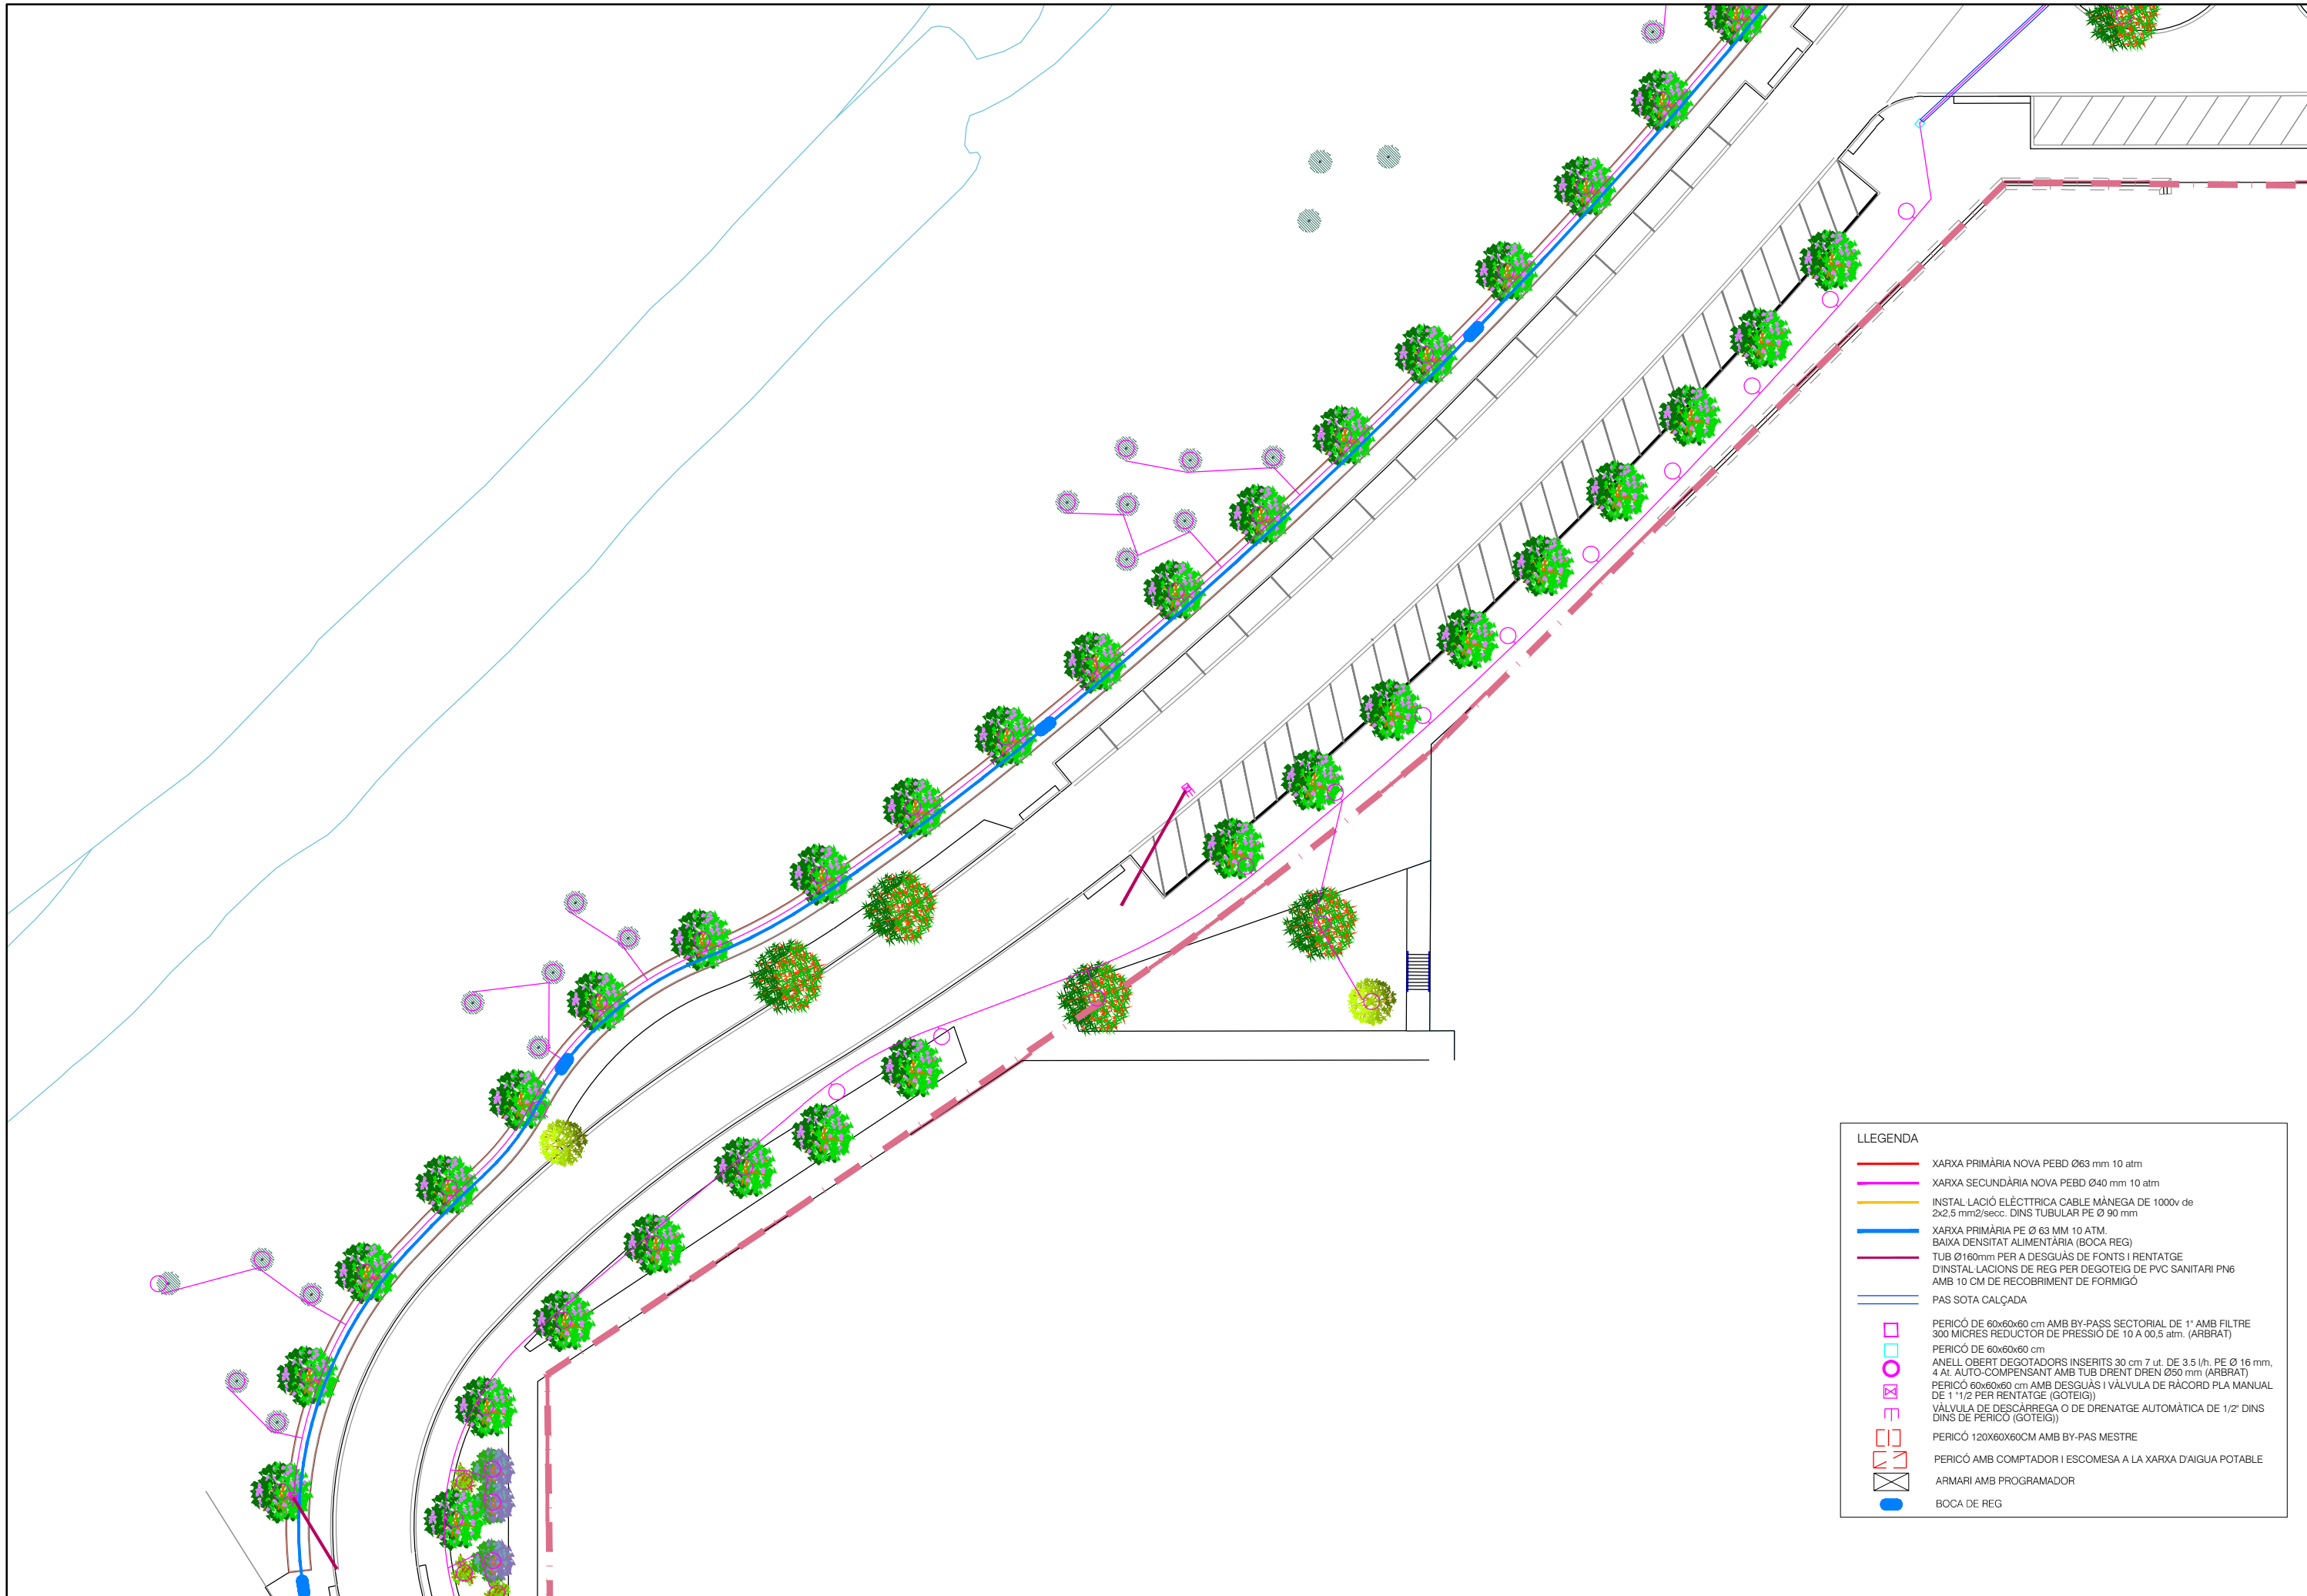 LLEGENDA
XARXA PRIMÀRIA NOVA PEBD Ø63 mm 10 atm
XARXA SECUNDÀRIA NOVA PEBD Ø40 mm 10 atm
INSTAL·LACIÓ ELÈCTTRICA CABLE MÀNEGA DE 1000v de
2x2,5 mm2/secc. DINS TUBULAR PE Ø 90 mm
XARXA PRIMÀRIA PE Ø 63 MM 10 ATM.
BAIXA DENSITAT ALIMENTÀRIA (BOCA REG)
TUB Ø160mm PER A DESGUÀS DE FONTS I RENTATGE
D'INSTAL·LACIONS DE REG PER DEGOTEIG DE PVC SANITARI PN6
AMB 10 CM DE RECOBRIMENT DE FORMIGÓ
PAS SOTA CALÇADA
PERICÓ DE 60x60x60 cm AMB BY-PASS SECTORIAL DE 1" AMB FILTRE
300 MICRES REDUCTOR DE PRESSIÓ DE 10 A 00,5 atm. (ARBRAT)
PERICÓ DE 60x60x60 cm
ANELL OBERT DEGOTADORS INSERITS 30 cm 7 ut. DE 3.5 l/h. PE Ø 16 mm,
4 At. AUTO-COMPENSANT AMB TUB DRENT DREN Ø50 mm (ARBRAT)
PERICÓ 60x60x60 cm AMB DESGUÀS I VÀLVULA DE RÀCORD PLA MANUAL
DE 1 "1/2 PER RENTATGE (GOTEIG))
VÀLVULA DE DESCÀRREGA O DE DRENATGE AUTOMÀTICA DE 1/2" DINS
DINS DE PERICÓ (GOTEIG))
PERICÓ 120X60X60CM AMB BY-PAS MESTRE
PERICÓ AMB COMPTADOR I ESCOMESA A LA XARXA D'AIGUA POTABLE
ARMARI AMB PROGRAMADOR
BOCA DE REG